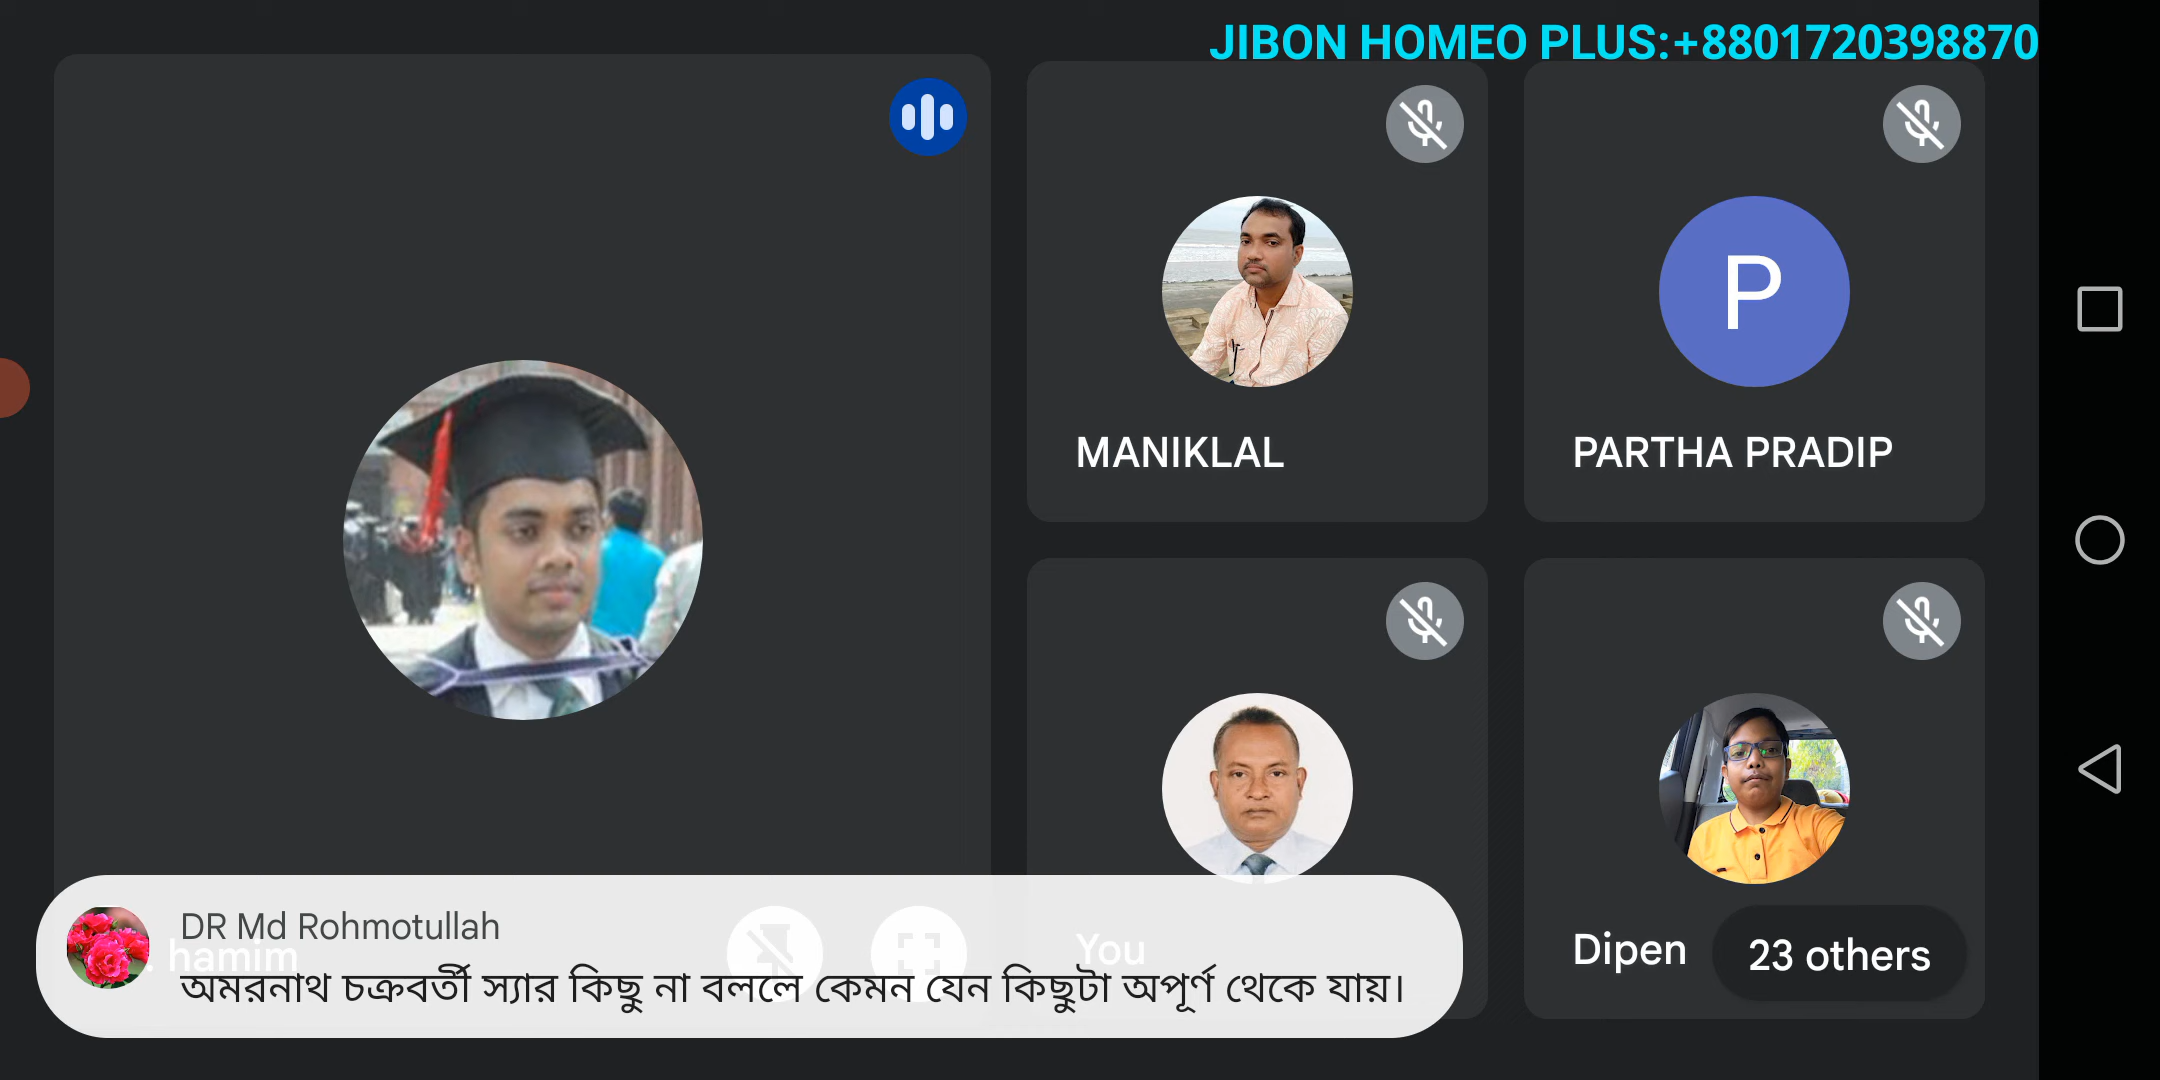 JIBON HOMEO PLUS:+8801720398870
P
MANIKLAL
PARTHA PRADIP
hamim
You
Dipen
23 others
DR Md Rohmotullah
অমরনাথ চক্রবর্তী স্যার কিছু না বললে কেমন যেন কিছুটা অপূর্ণ থেকে যায়।